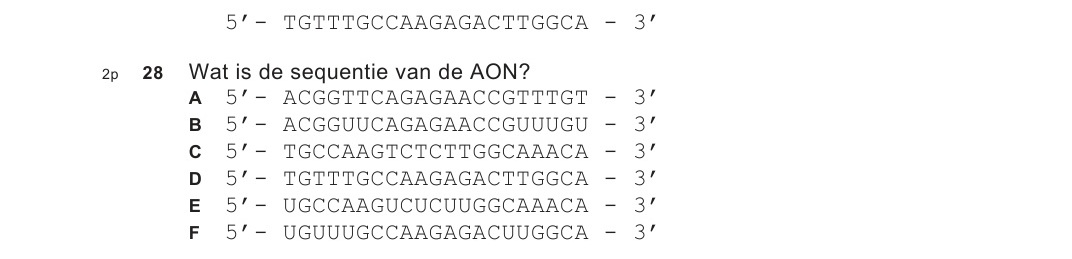 5’- TGTTTGCCAAGAGACTTGGCA - 3’
2p 28 Wat is de sequentie van de AON?
A 5’- ACGGTTCAGAGAACCGTTTGT - 3’
B 5’- ACGGUUCAGAGAACCGUUUGU - 3’
C 5’- TGCCAAGTCTCTTGGCAAACA - 3’
D 5’- TGTTTGCCAAGAGACTTGGCA - 3’
E 5’- UGCCAAGUCUCUUGGCAAACA - 3’
F 5’- UGUUUGCCAAGAGACUUGGCA - 3’